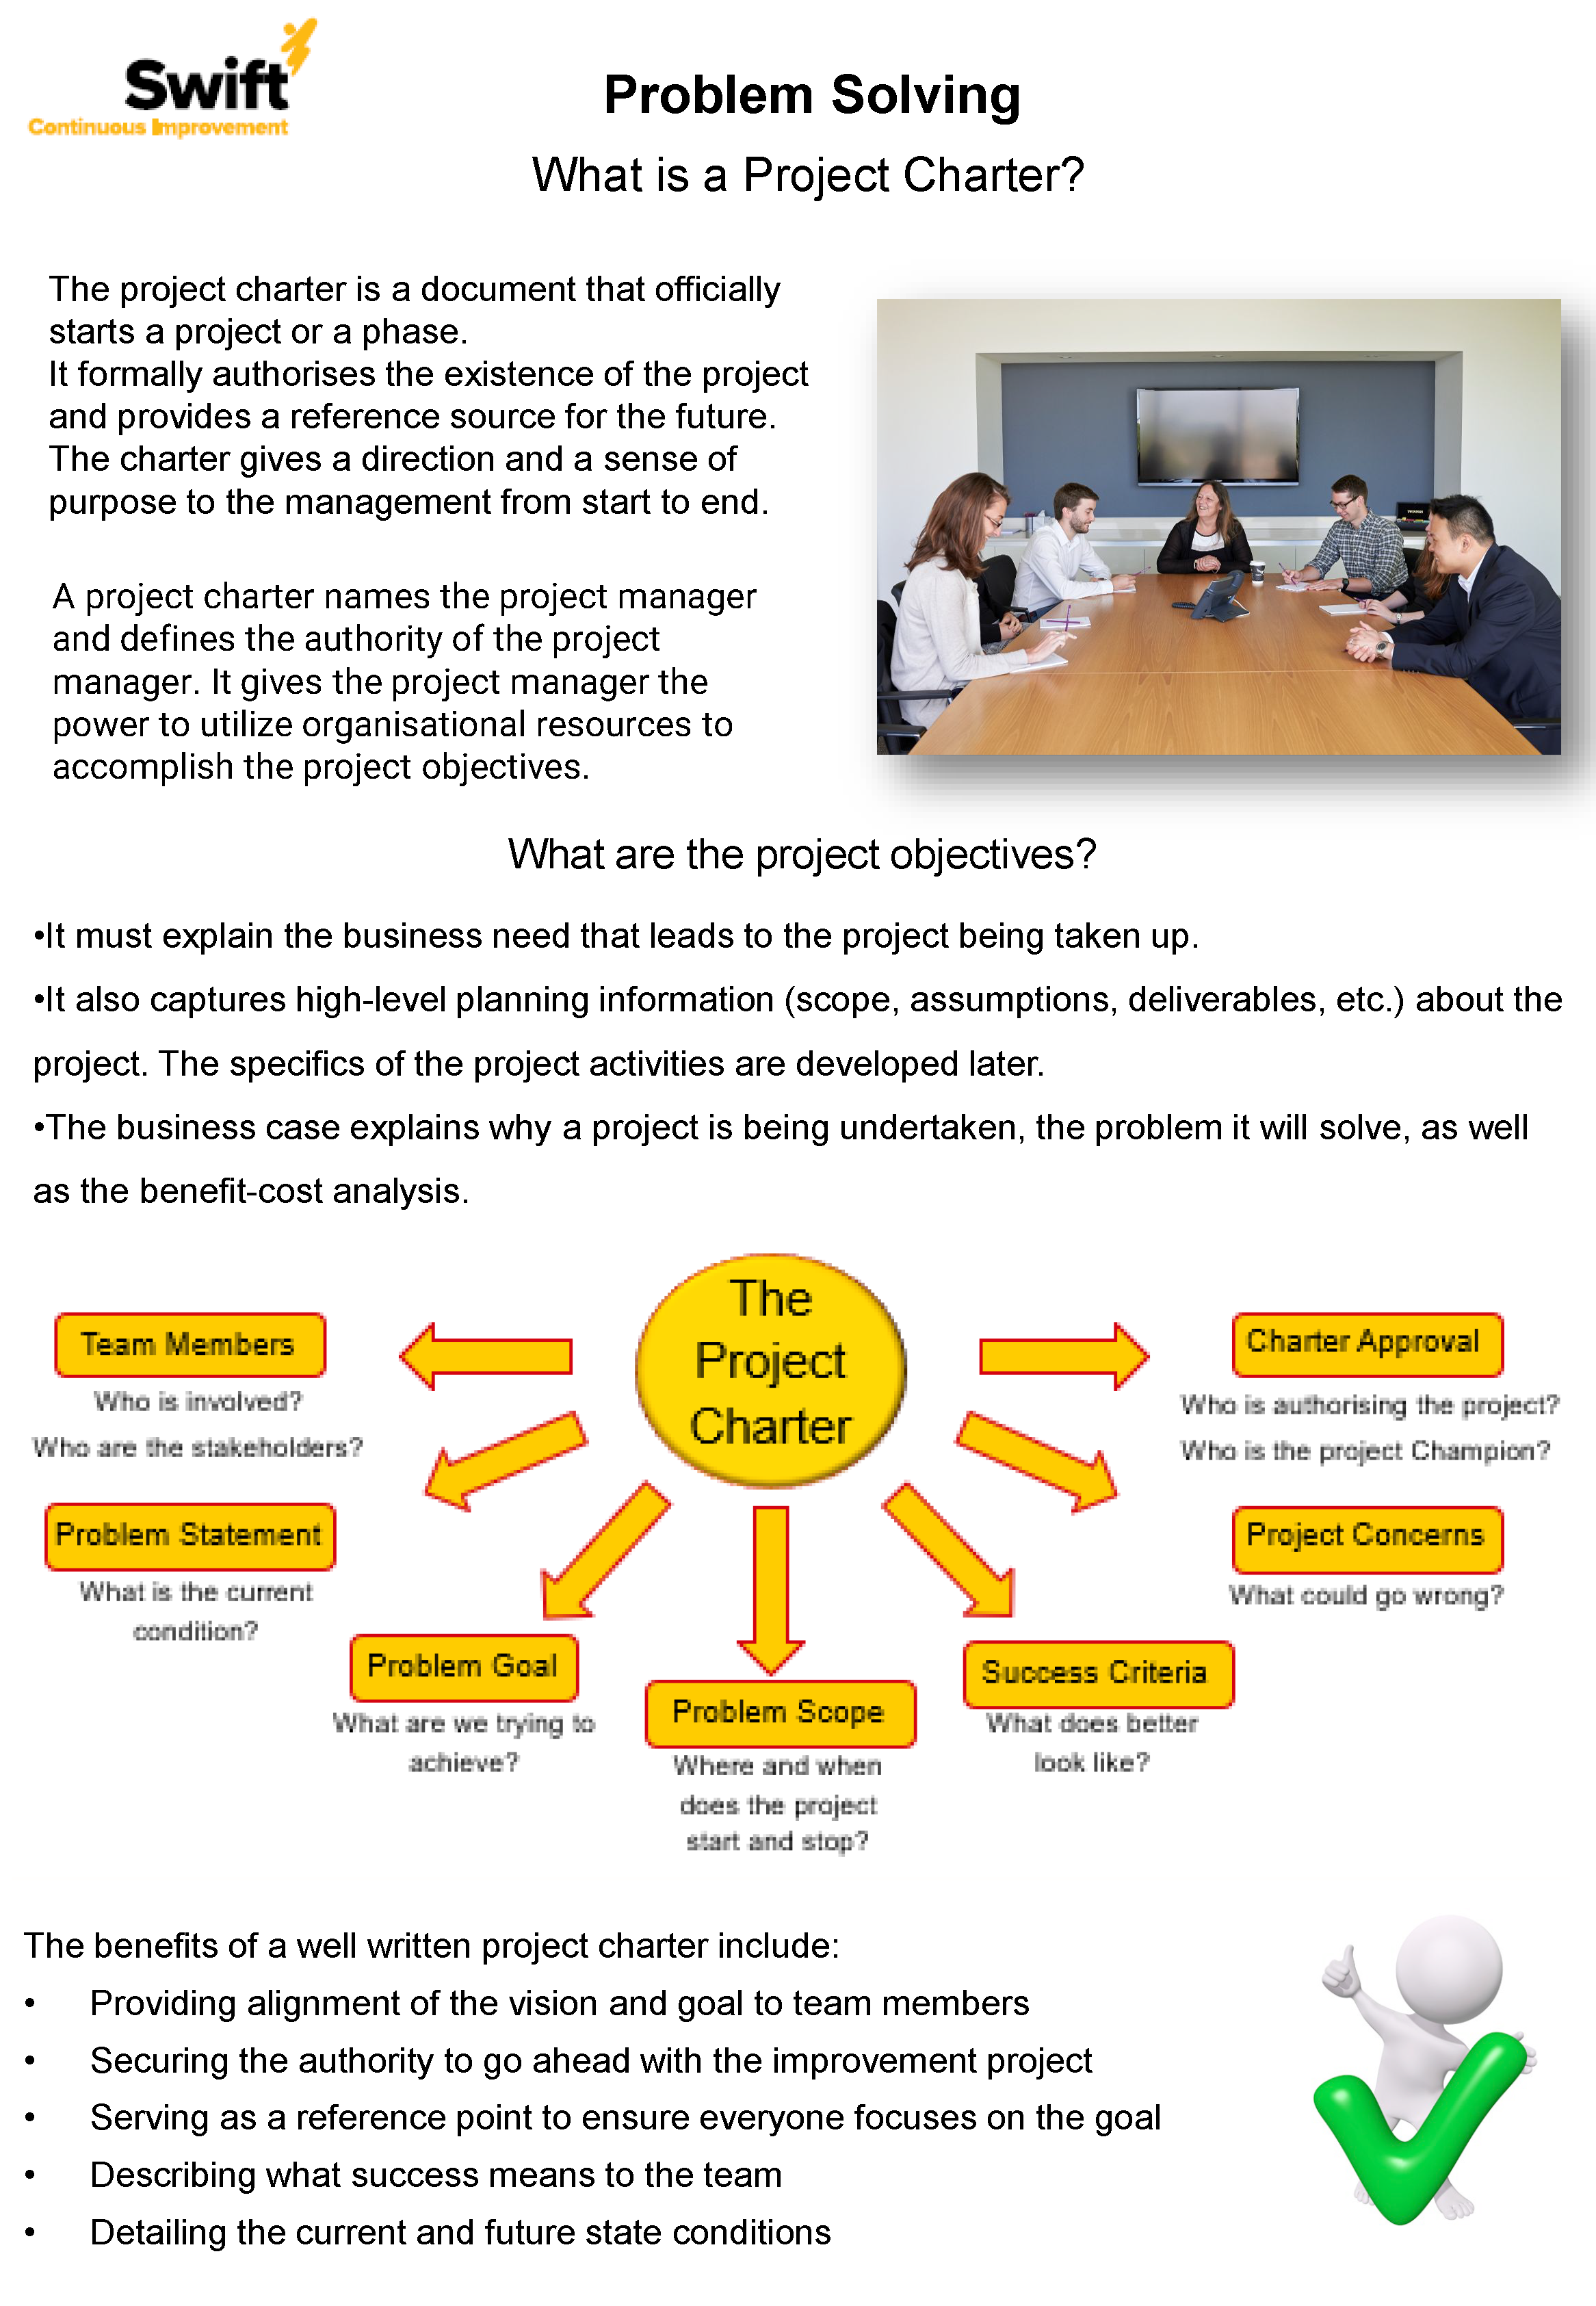 Swift
Continuous Improvement
Problem Solving
What is a Project Charter?
The project charter is a document that officially
starts a project or a phase.
It formally authorises the existence of the project
and provides a reference source for the future.
The charter gives a direction and a sense of
purpose to the management from start to end.
A project charter names the project manager
and defines the authority of the project
manager. It gives the project manager the
power to utilize organisational resources to
accomplish the project objectives.
What are the project objectives?
•It must explain the business need that leads to the project being taken up.
•It also captures high-level planning information (scope, assumptions, deliverables, etc.) about the
project. The specifics of the project activities are developed later.
•The business case explains why a project is being undertaken, the problem it will solve, as well
as the benefit-cost analysis.
The
Project
Charter
Team Members
Who is involved?
Who are the stakeholders?
Problem Statement
What is the current
condition?
Problem Goal
What are we trying to
achieve?
Problem Scope
Where and when
does the project
start and stop?
Success Criteria
What does better
look like?
Project Concerns
What could go wrong?
Charter Approval
Who is authorising the project?
Who is the project Champion?
The benefits of a well written project charter include:
• Providing alignment of the vision and goal to team members
• Securing the authority to go ahead with the improvement project
• Serving as a reference point to ensure everyone focuses on the goal
• Describing what success means to the team
• Detailing the current and future state conditions